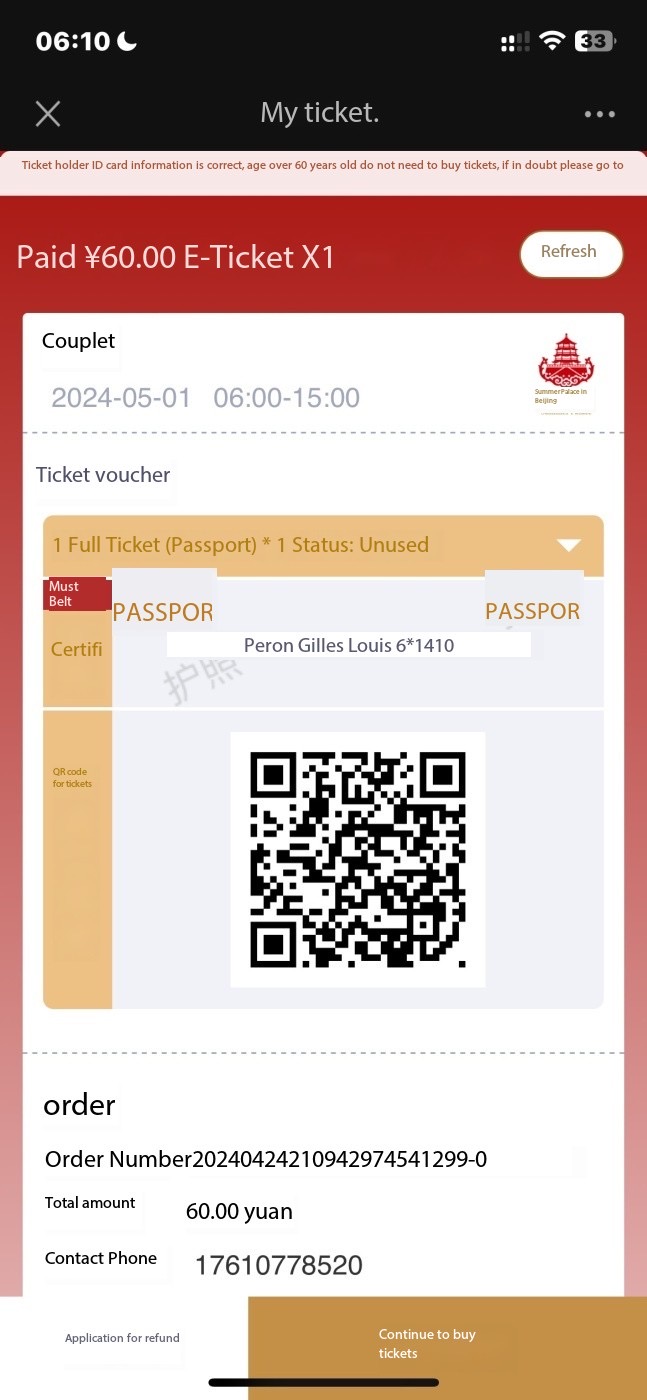 06:10
33
My ticket.
Ticket holder ID card information is correct, age over 60 years old do not need to buy tickets, if in doubt please go to
Paid ¥60.00 E-Ticket X1
Refresh
Couplet
2024-05-01 06:00-15:00
Summer Palace in
Beijing
Ticket voucher
1 Full Ticket (Passport) * 1 Status: Unused
Must
Belt
PASSPOR
PASSPOR
Certifi
Peron Gilles Louis 6*1410
护照
QR code
for tickets
order
Order Number20240424210942974541299-0
Total amount
60.00 yuan
Contact Phone
17610778520
Application for refund
Continue to buy
tickets